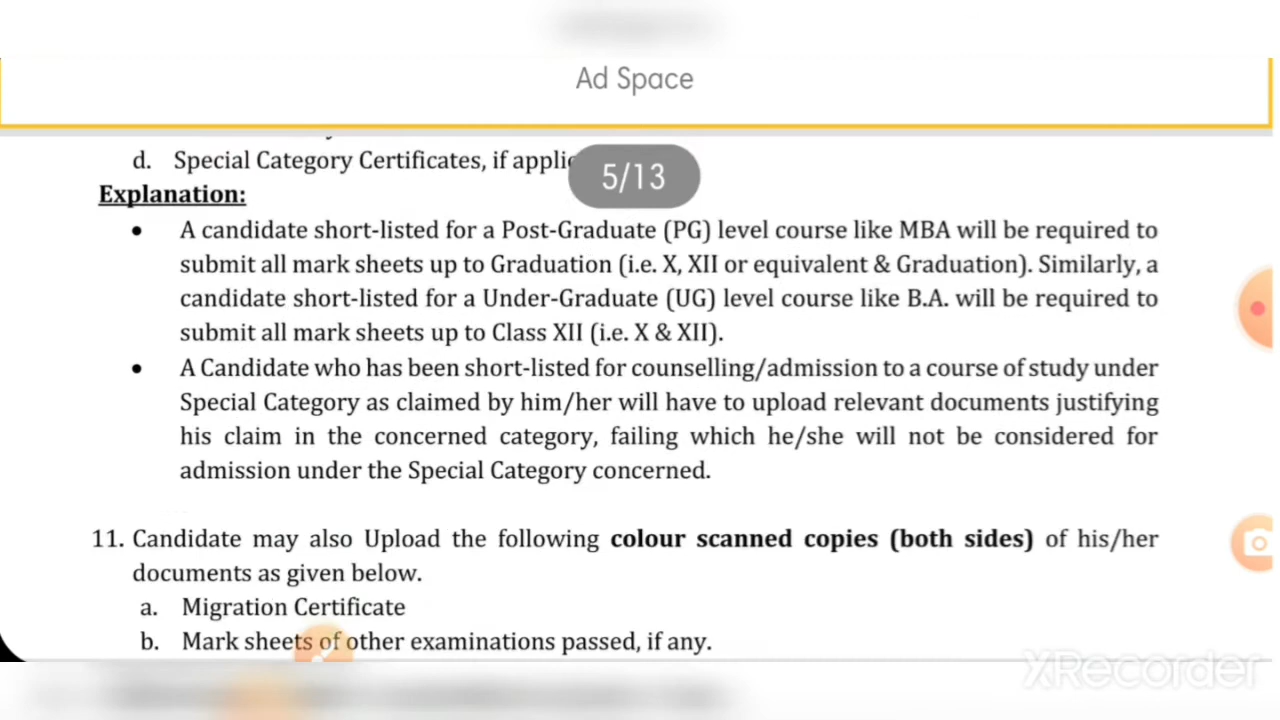 Ad Space
d. Special Category Certificates, if applic
5/13
Explanation:
• A candidate short-listed for a Post-Graduate (PG) level course like MBA will be required to
submit all mark sheets up to Graduation (i.e. X, XII or equivalent & Graduation). Similarly, a
candidate short-listed for a Under-Graduate (UG) level course like B.A. will be required to
submit all mark sheets up to Class XII (i.e. X & XII).
• A Candidate who has been short-listed for counselling/admission to a course of study under
Special Category as claimed by him/her will have to upload relevant documents justifying
his claim in the concerned category, failing which he/she will not be considered for
admission under the Special Category concerned.
11. Candidate may also Upload the following colour scanned copies (both sides) of his/her
documents as given below.
a. Migration Certificate
b. Mark sheets of other examinations passed, if any.
XRecorder